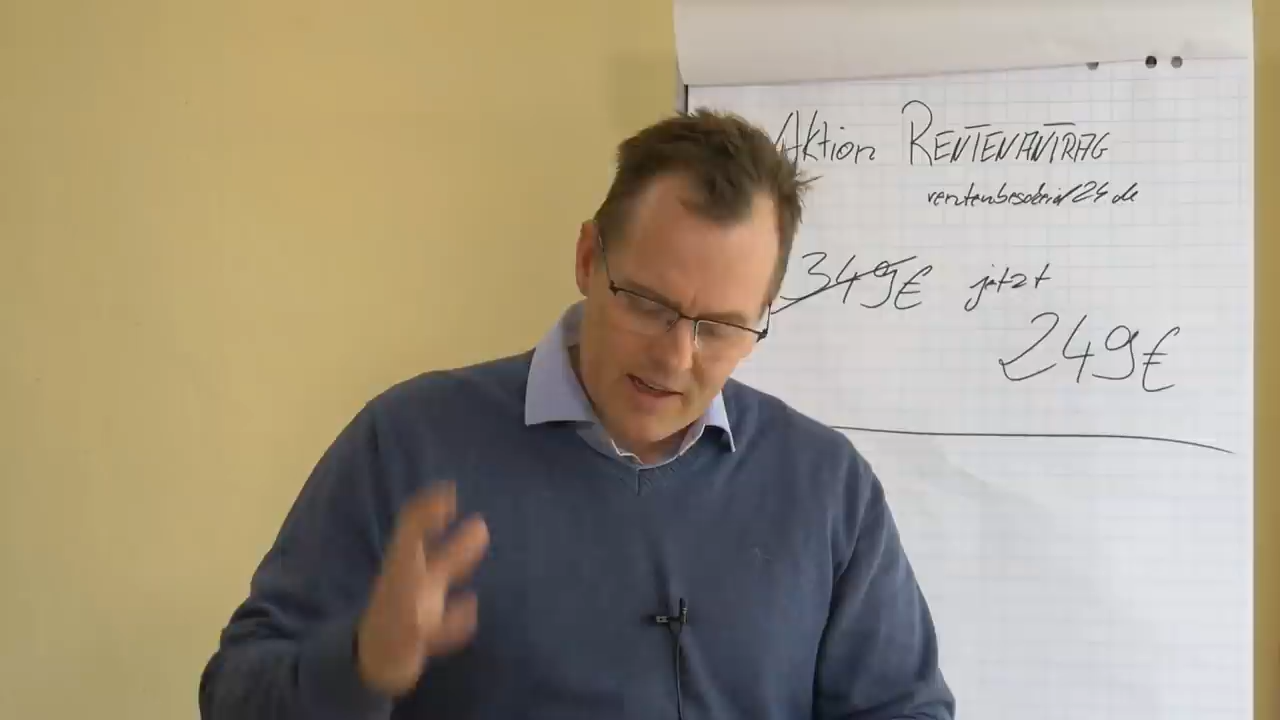 Aktion RENTENANTRAG
rentenbescheid24.de
349€ jetzt
249€